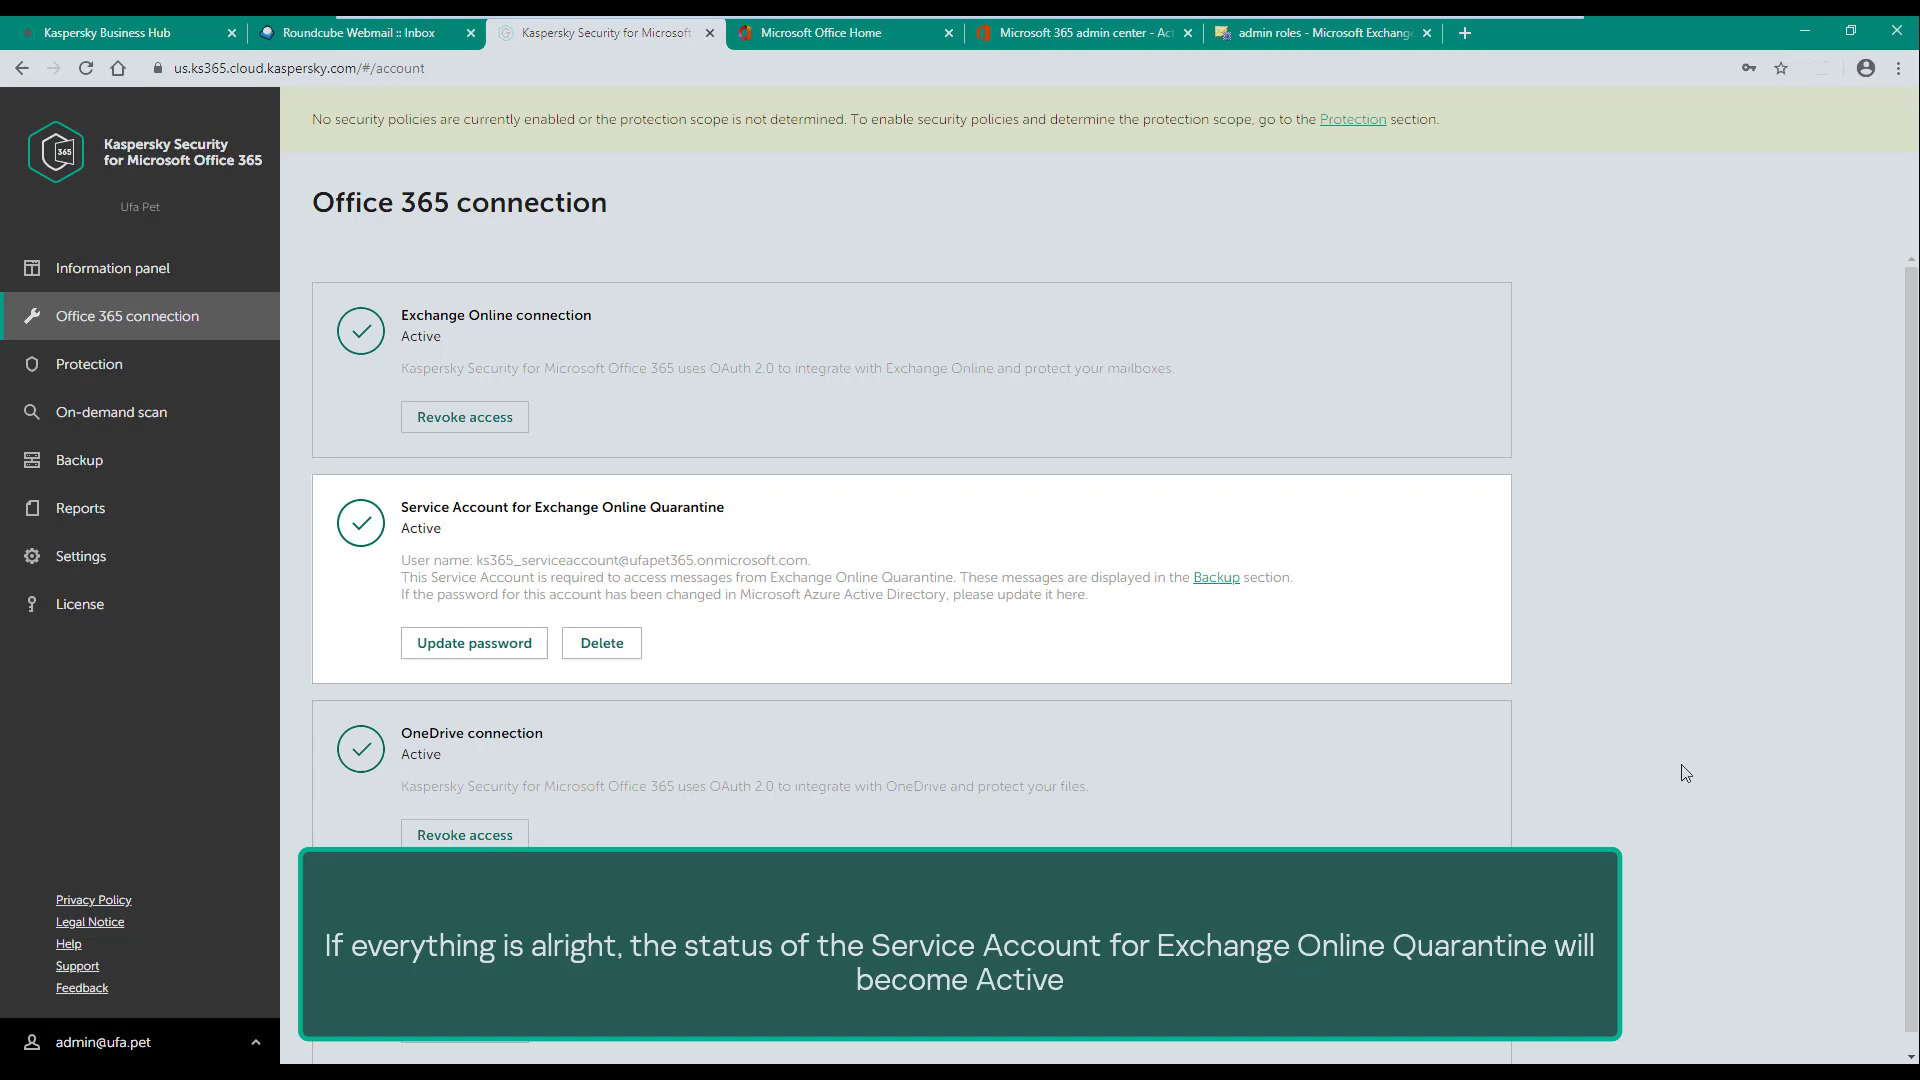 Kaspersky Business Hub
Roundcube Webmail :: Inbox
Kaspersky Security for Microsoft
Microsoft Office Home
Microsoft 365 admin center - Ac
admin roles - Microsoft Exchang
us.ks365.cloud.kaspersky.com/#/account
No security policies are currently enabled or the protection scope is not determined. To enable security policies and determine the protection scope, go to the Protection section.
365
Kaspersky Security
for Microsoft Office 365
Ufa Pet
Information panel
Office 365 connection
Protection
On-demand scan
Backup
Reports
Settings
License
Privacy Policy
Legal Notice
Help
Support
Feedback
admin@ufa.pet
Office 365 connection
Exchange Online connection
Active
Kaspersky Security for Microsoft Office 365 uses OAuth 2.0 to integrate with Exchange Online and protect your mailboxes.
Revoke access
Service Account for Exchange Online Quarantine
Active
User name: ks365_serviceaccount@ufapet365.onmicrosoft.com.
This Service Account is required to access messages from Exchange Online Quarantine. These messages are displayed in the Backup section.
If the password for this account has been changed in Microsoft Azure Active Directory, please update it here.
Update password
Delete
OneDrive connection
Active
Kaspersky Security for Microsoft Office 365 uses OAuth 2.0 to integrate with OneDrive and protect your files.
Revoke access
If everything is alright, the status of the Service Account for Exchange Online Quarantine will
become Active